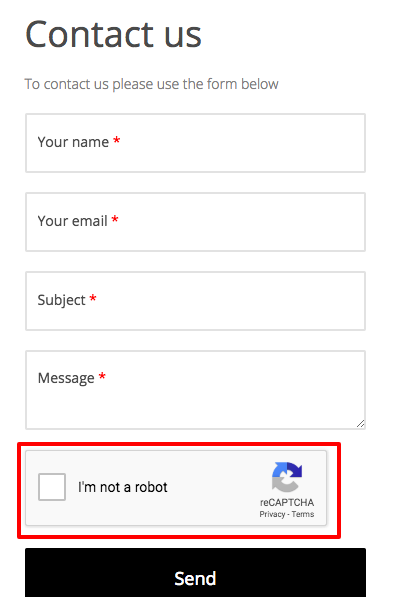 Contact us
To contact us please use the form below
Your name *
Your email *
Subject *
Message *
I'm not a robot
reCAPTCHA
Privacy - Terms
Send